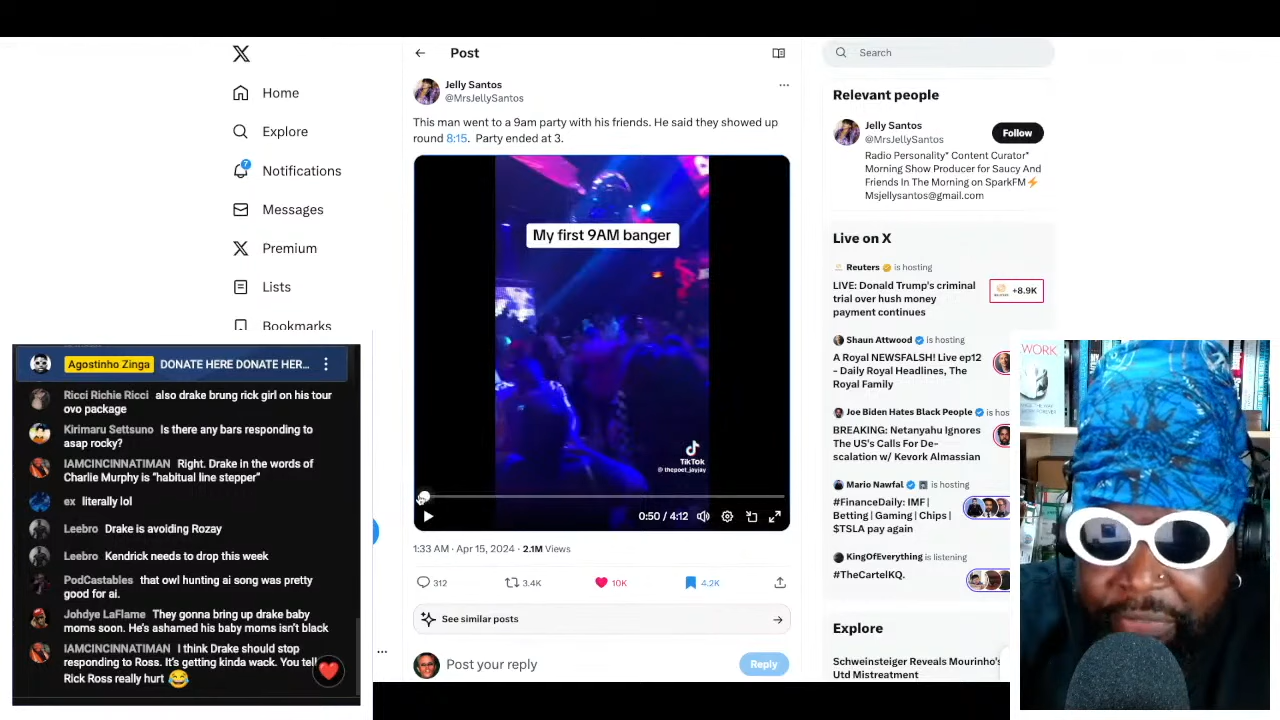 Home
Explore
7
Notifications
Messages
Premium
Lists
Bookmarks
Post
Jelly Santos
@MrsJellySantos
This man went to a 9am party with his friends. He said they showed up
round 8:15. Party ended at 3.
My first 9AM banger
TikTok
@thepoet_jayjay
0:50 / 4:12
1:33 AM · Apr 15, 2024 · 2.1M Views
312
3.4K
10K
4.2K
See similar posts
Post your reply
Reply
Search
Relevant people
Jelly Santos
@MrsJellySantos
Follow
Radio Personality* Content Curator*
Morning Show Producer for Saucy And
Friends In The Morning on SparkFM⚡
Msjellysantos@gmail.com
Live on X
Reuters is hosting
LIVE: Donald Trump's criminal
trial over hush money
payment continues
+8.9K
Shaun Attwood is hosting
A Royal NEWSFALSH! Live ep12
- Daily Royal Headlines, The
Royal Family
Joe Biden Hates Black People is hos
BREAKING: Netanyahu Ignores
The US's Calls For De-
scalation w/ Kevork Almassian
Mario Nawfal is hosting
#FinanceDaily: IMF |
Betting | Gaming | Chips |
$TSLA pay again
KingOfEverything is listening
#TheCartelKQ.
Explore
Schweinsteiger Reveals Mourinho's
Utd Mistreatment
Agostinho Zinga DONATE HERE DONATE HER...
Ricci Richie Ricci also drake brung rick girl on his tour
ovo package
Kirimaru Settsuno Is there any bars responding to
asap rocky?
IAMCINCINNATIMAN Right. Drake in the words of
Charlie Murphy is "habitual line stepper"
ex literally lol
Leebro Drake is avoiding Rozay
Leebro Kendrick needs to drop this week
PodCastables that owl hunting ai song was pretty
good for ai.
Johdye LaFlame They gonna bring up drake baby
moms soon. He's ashamed his baby moms isn't black
IAMCINCINNATIMAN I think Drake should stop
responding to Ross. It's getting kinda wack. You tell
Rick Ross really hurt 😂
WORK